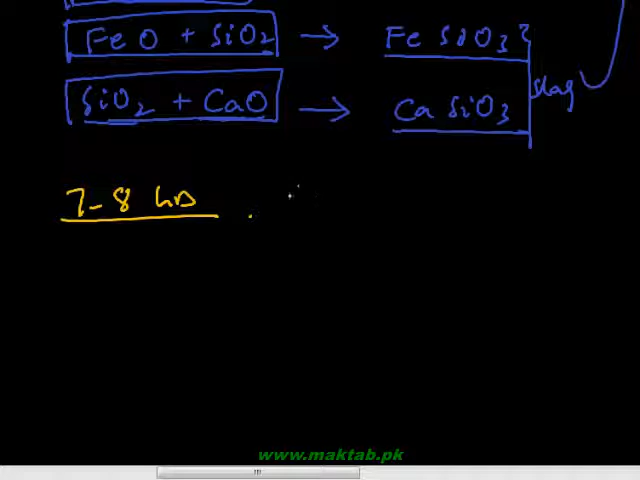 FeO + SiO2 → FeSiO3
SiO2 + CaO → CaSiO3
slag
7-8 hrs
www.maktab.pk